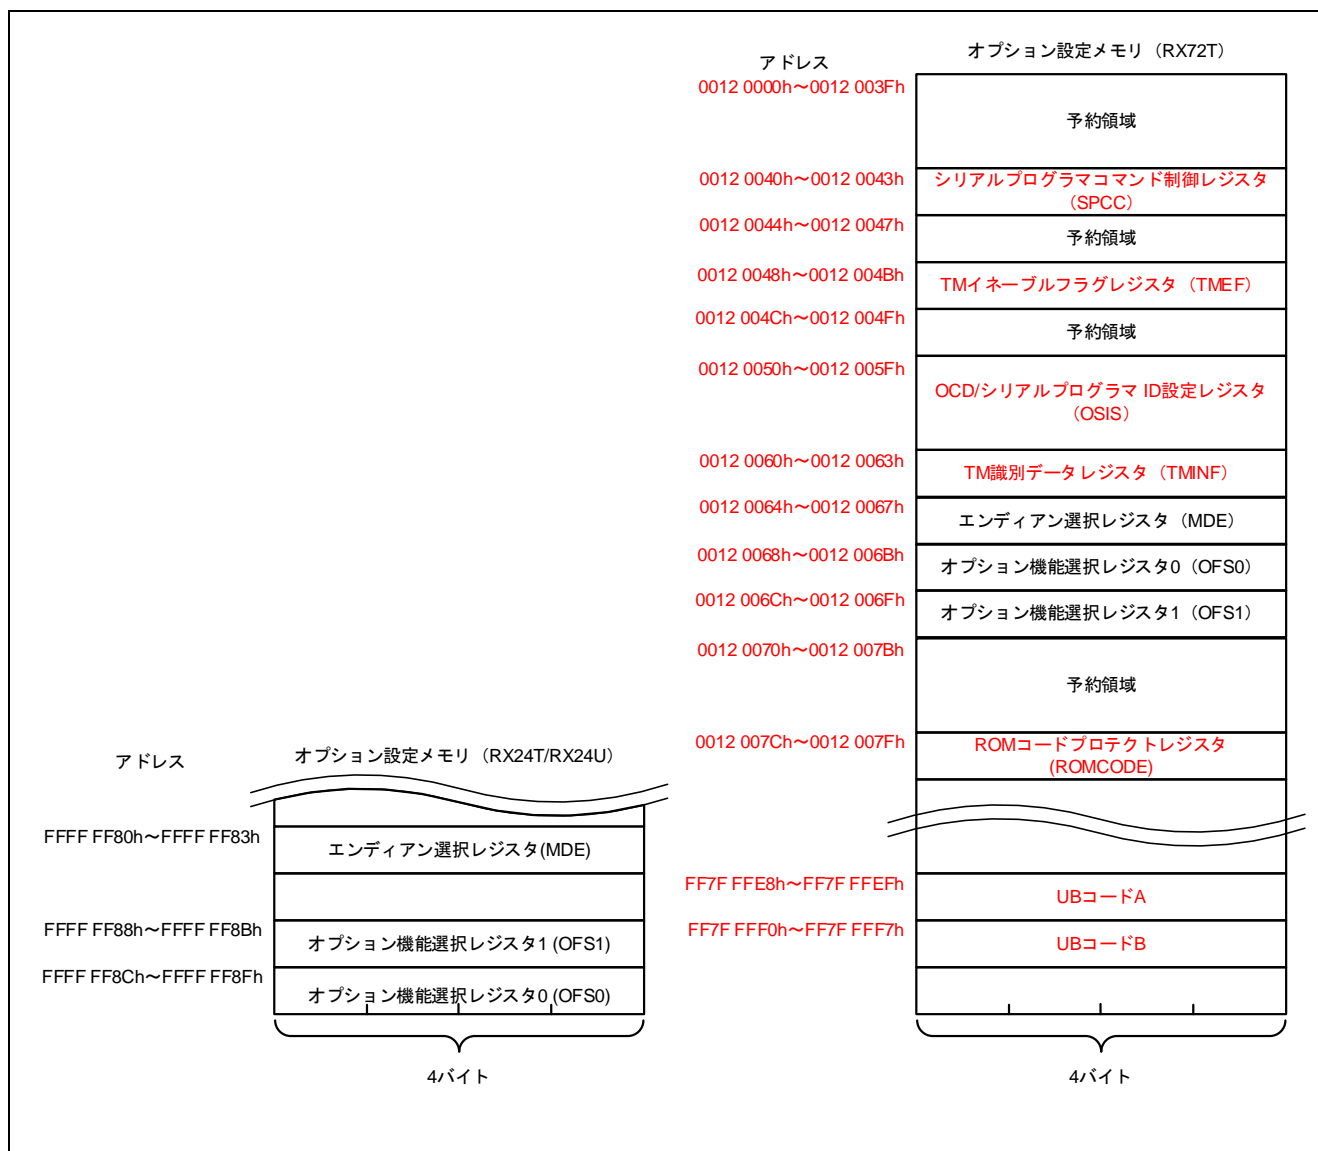 アドレス
オプション設定メモリ（RX72T）
0012 0000h～0012 003Fh
予約領域
0012 0040h～0012 0043h
シリアルプログラマコマンド制御レジスタ
（SPCC）
0012 0044h～0012 0047h
予約領域
0012 0048h～0012 004Bh
TMイネーブルフラグレジスタ（TMEF）
0012 004Ch～0012 004Fh
予約領域
0012 0050h～0012 005Fh
OCD/シリアルプログラマ ID設定レジスタ
（OSIS）
0012 0060h～0012 0063h
TM識別データレジスタ（TMINF）
0012 0064h～0012 0067h
エンディアン選択レジスタ（MDE）
0012 0068h～0012 006Bh
オプション機能選択レジスタ0（OFS0）
0012 006Ch～0012 006Fh
オプション機能選択レジスタ1（OFS1）
0012 0070h～0012 007Bh
予約領域
0012 007Ch～0012 007Fh
ROMコードプロテクトレジスタ
(ROMCODE)
FF7F FFE8h～FF7F FFEFh
UBコードA
FF7F FFF0h～FF7F FFF7h
UBコードB
4バイト
アドレス
オプション設定メモリ（RX24T/RX24U）
FFFF FF80h～FFFF FF83h
エンディアン選択レジスタ(MDE)
FFFF FF88h～FFFF FF8Bh
オプション機能選択レジスタ1 (OFS1)
FFFF FF8Ch～FFFF FF8Fh
オプション機能選択レジスタ0 (OFS0)
4バイト